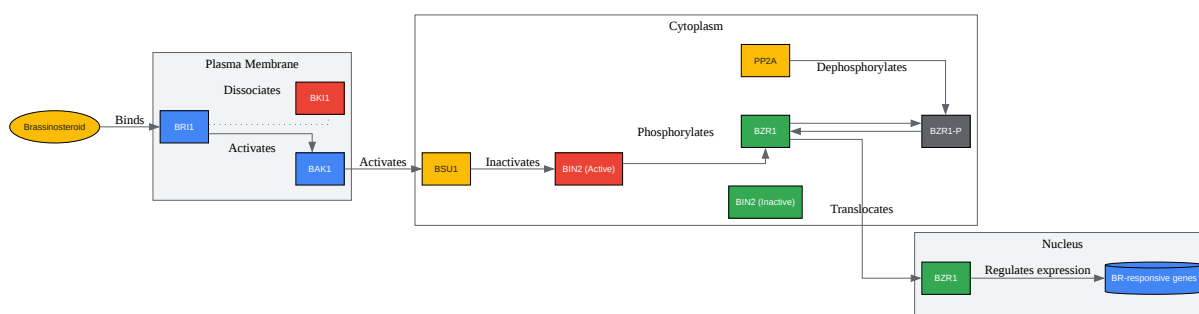 Cytoplasm
Plasma Membrane
PP2A
Dephosphorylates
Dissociates
BKI1
Brassinosteroid
Binds
BRI1
Activates
BAK1
Activates
BSU1
Inactivates
BIN2 (Active)
Phosphorylates
BZR1
BZR1-P
BIN2 (Inactive)
Translocates
Nucleus
BZR1
Regulates expression
BR-responsive genes